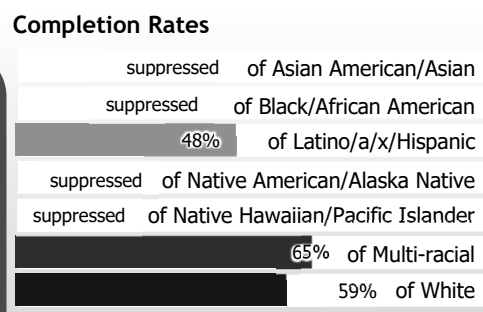 Completion Rates
suppressed of Asian American/Asian
suppressed of Black/African American
48% of Latino/a/x/Hispanic
suppressed of Native American/Alaska Native
suppressed of Native Hawaiian/Pacific Islander
65% of Multi-racial
59% of White